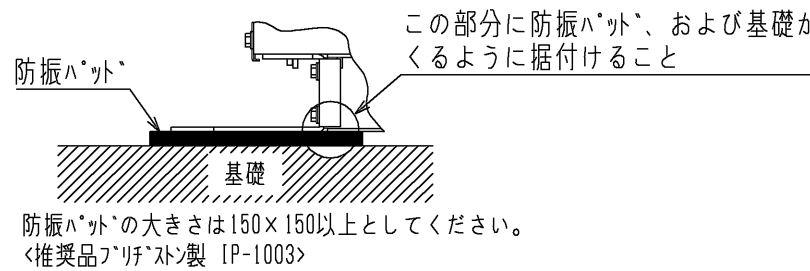 この部分に防振パッド、および基礎が
くるように据付けること
防振パッド
基礎
防振パッドの大きさは150×150以上としてください。
<推奨品ブリヂストン製 IP-1003>